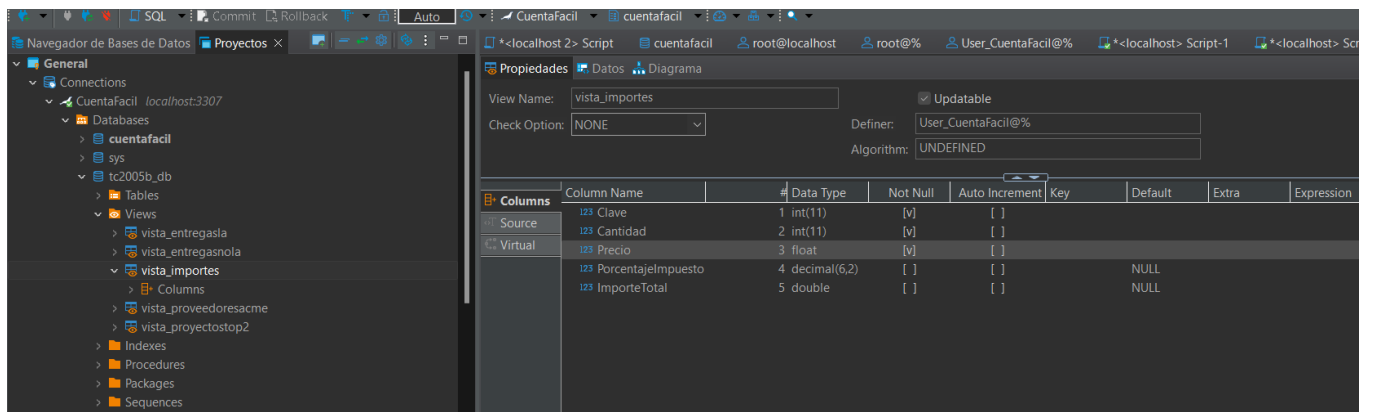 SQL Commit Rollback Auto CuentaFacil cuentafacil
Navegador de Bases de Datos Proyectos × *<localhost 2> Script cuentafacil root@localhost root@% User_CuentaFacil@% *<localhost> Script-1 *<localhost> Scr
General
Connections
CuentaFacil localhost:3307
Databases
cuentafacil
sys
tc2005b_db
Tables
Views
vista_entregasla
vista_entregasnola
vista_importes
Columns
vista_proveedoresacme
vista_proyectostop2
Indexes
Procedures
Packages
Sequences
Propiedades Datos Diagrama
View Name: vista_importes Updatable
Check Option: NONE Definer: User_CuentaFacil@%
Algorithm: UNDEFINED
Columns
Source
Virtual
Column Name # Data Type Not Null Auto Increment Key Default Extra Expression
123 Clave 1 int(11) [v] [ ]
123 Cantidad 2 int(11) [v] [ ]
123 Precio 3 float [v] [ ]
123 PorcentajeImpuesto 4 decimal(6,2) [ ] [ ] NULL
123 ImporteTotal 5 double [ ] [ ] NULL